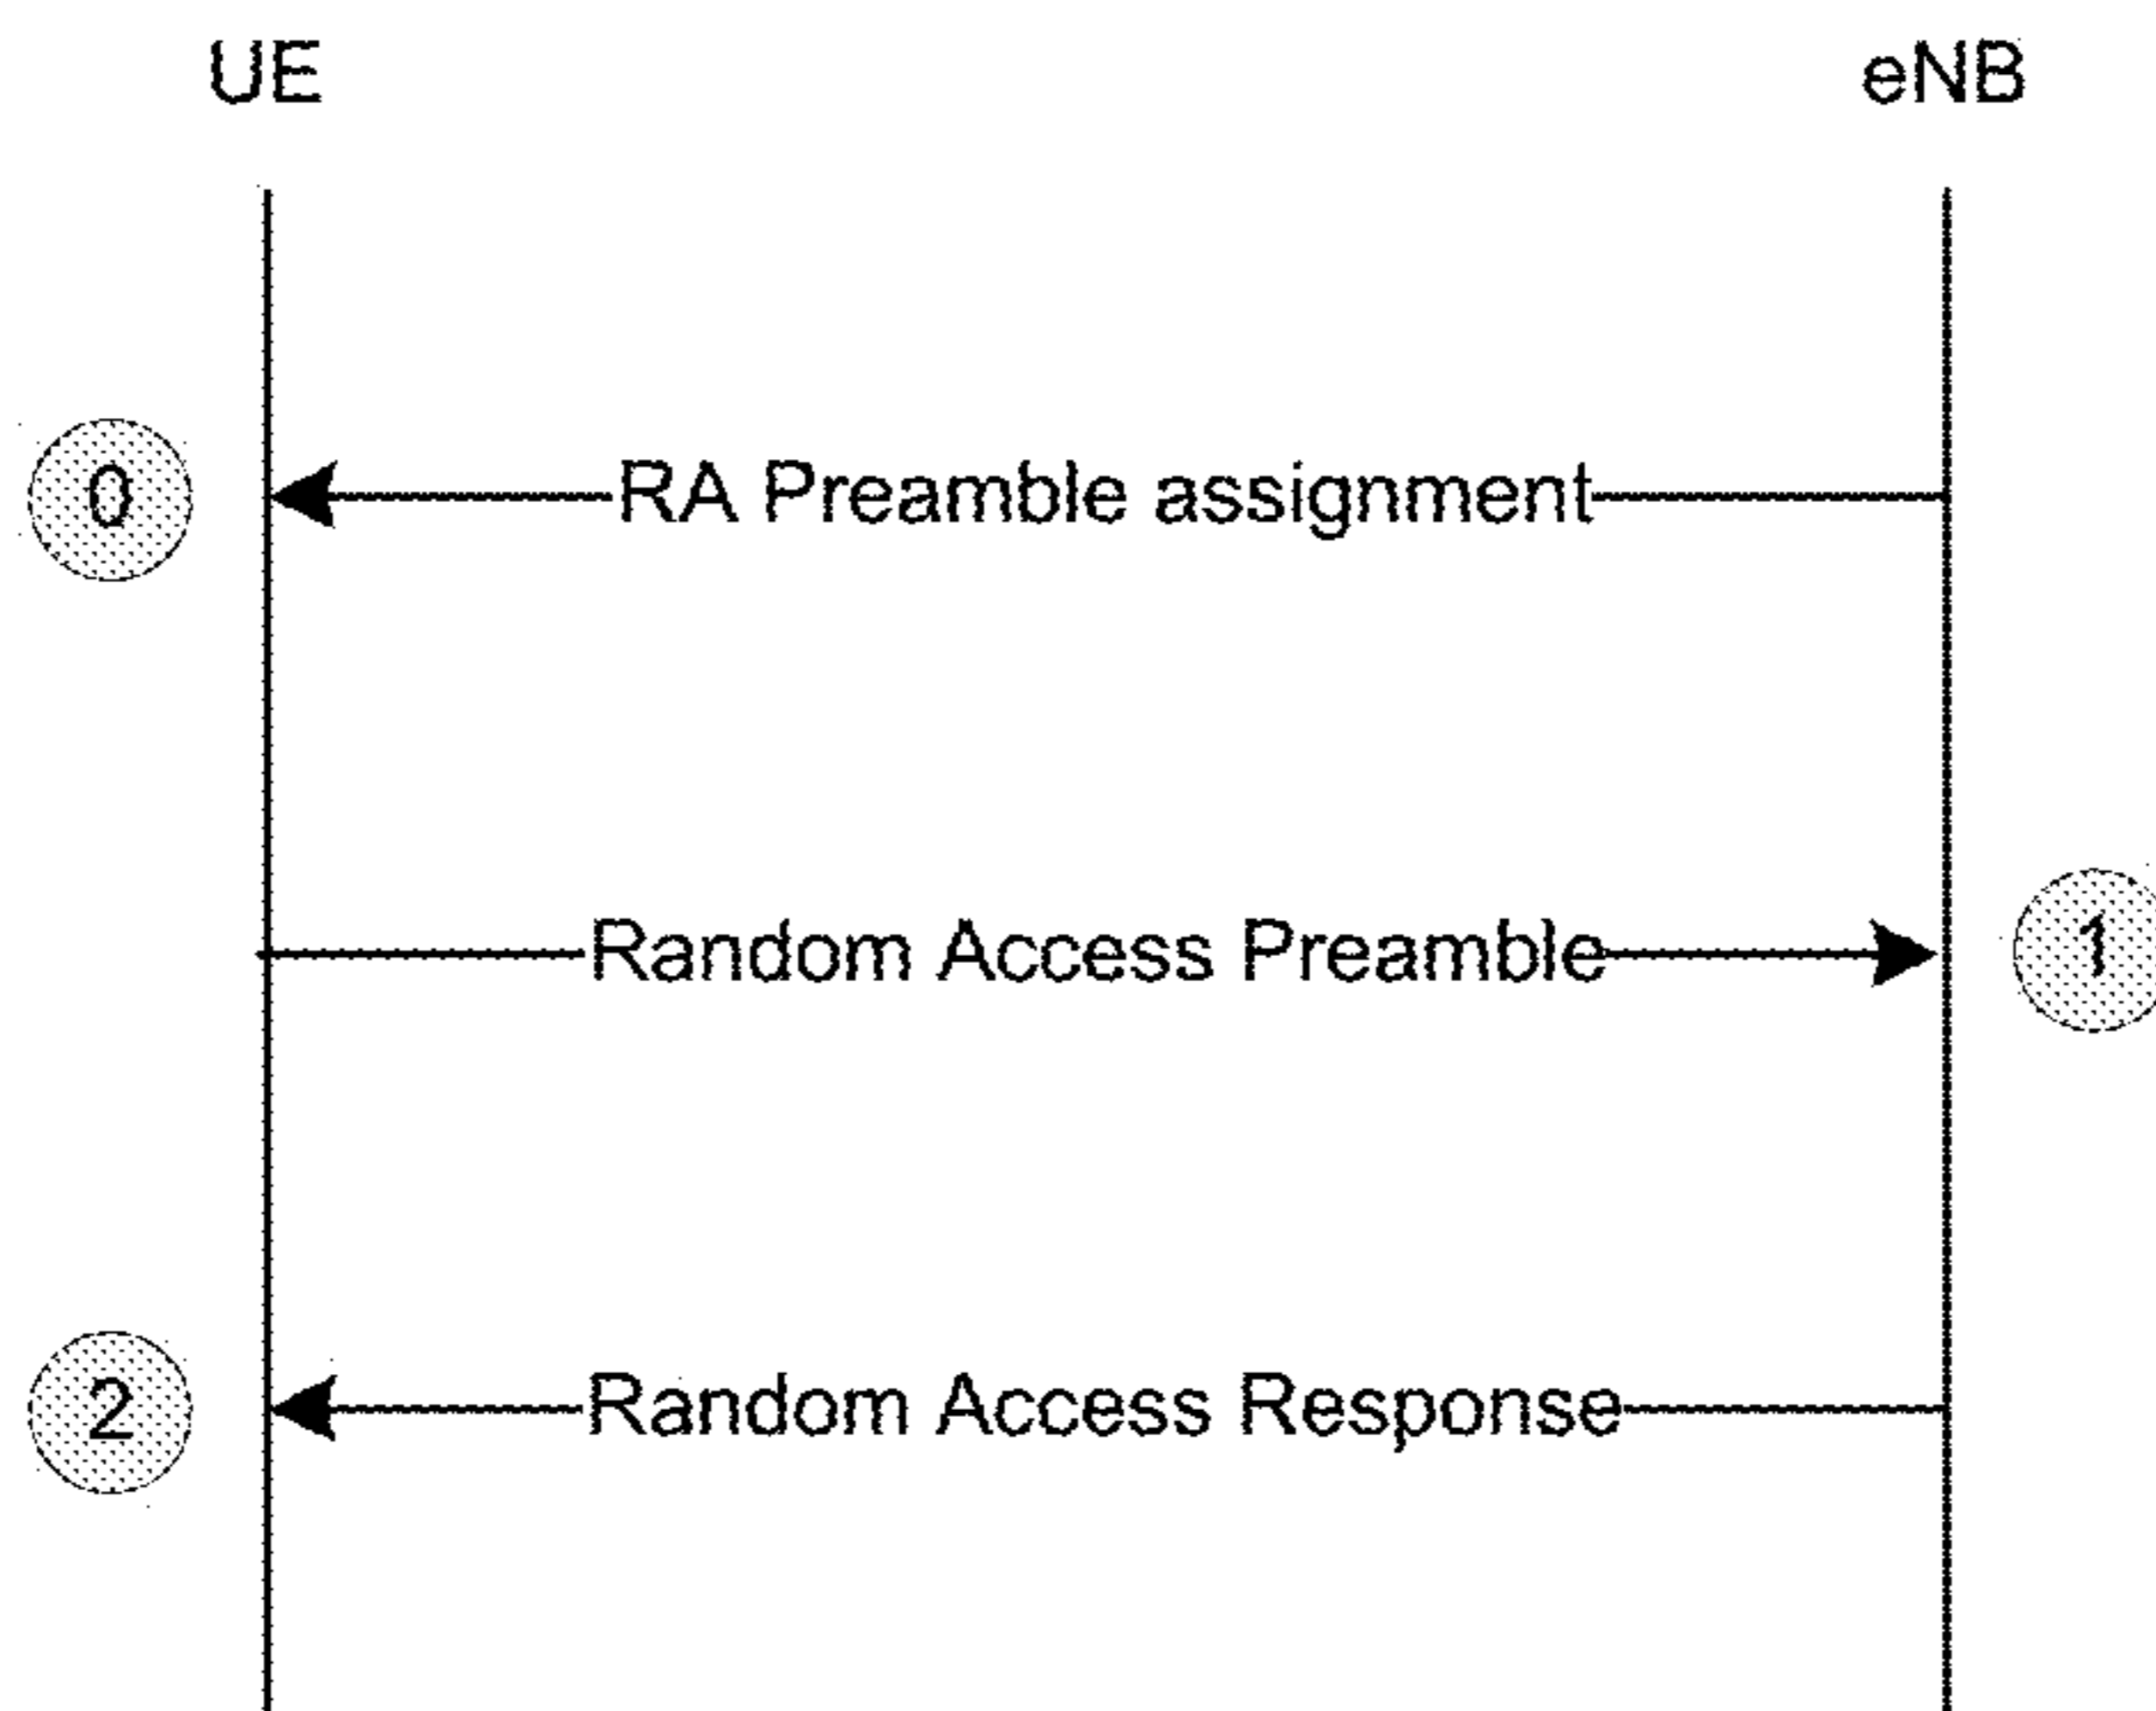 UE
eNB
0
RA Preamble assignment
Random Access Preamble
1
2
Random Access Response